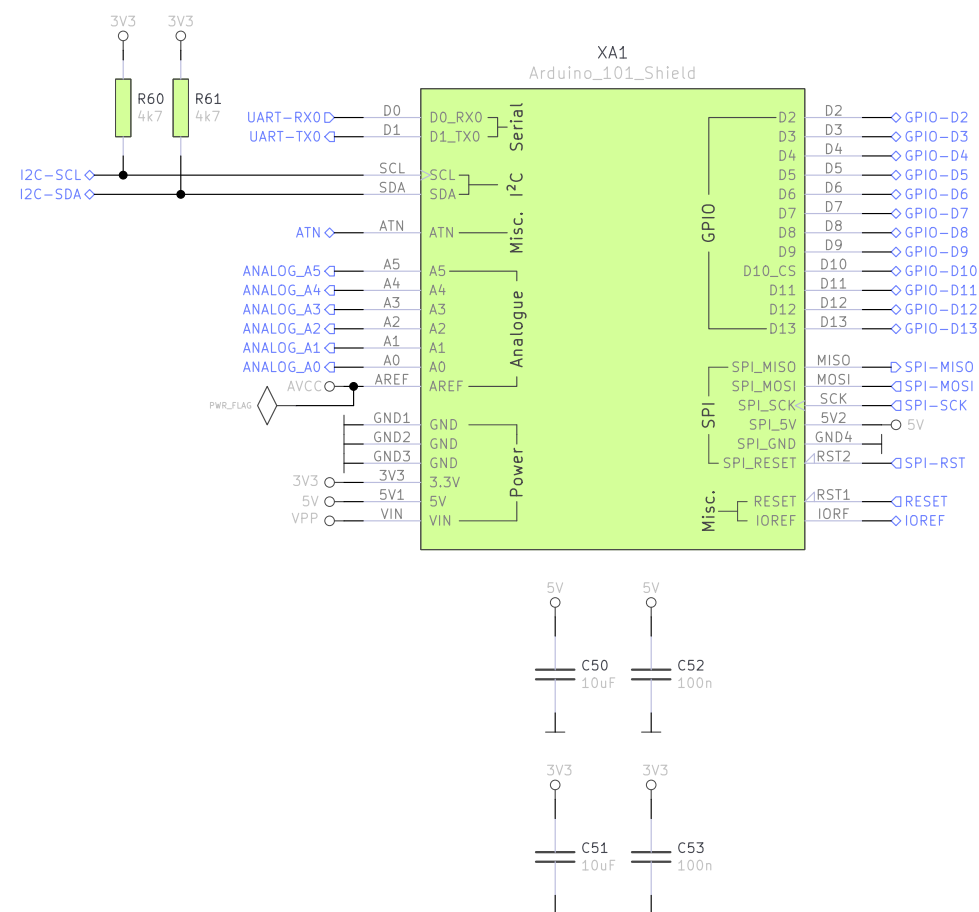 3V3 3V3
XA1
Arduino_101_Shield
R60 R61
4k7 4k7
UART-RX0 D0 D0_RX0 Serial D2 D2 GPIO-D2
UART-TX0 D1 D1_TX0 D3 D3 GPIO-D3
D4 D4 GPIO-D4
I2C-SCL SCL SCL I²C D5 D5 GPIO-D5
I2C-SDA SDA SDA D6 D6 GPIO-D6
GPIO D7 D7 GPIO-D7
ATN ATN ATN Misc. D8 D8 GPIO-D8
D9 D9 GPIO-D9
ANALOG_A5 A5 A5 Analogue D10_CS D10 GPIO-D10
ANALOG_A4 A4 A4 D11 D11 GPIO-D11
ANALOG_A3 A3 A3 D12 D12 GPIO-D12
ANALOG_A2 A2 A2 D13 D13 GPIO-D13
ANALOG_A1 A1 A1
ANALOG_A0 A0 A0 SPI_MISO MISO SPI-MISO
AVCC AREF AREF SPI_MOSI MOSI SPI-MOSI
PWR_FLAG SPI SPI_SCK SCK SPI-SCK
GND1 GND Power SPI_5V 5V2 5V
GND2 GND SPI_GND GND4
GND3 GND SPI_RESET RST2 SPI-RST
3V3 3V3 3.3V
5V 5V1 5V Misc. RESET RST1 RESET
VPP VIN VIN IOREF IORF IOREF
5V 5V
C50 C52
10uF 100n
3V3 3V3
C51 C53
10uF 100n